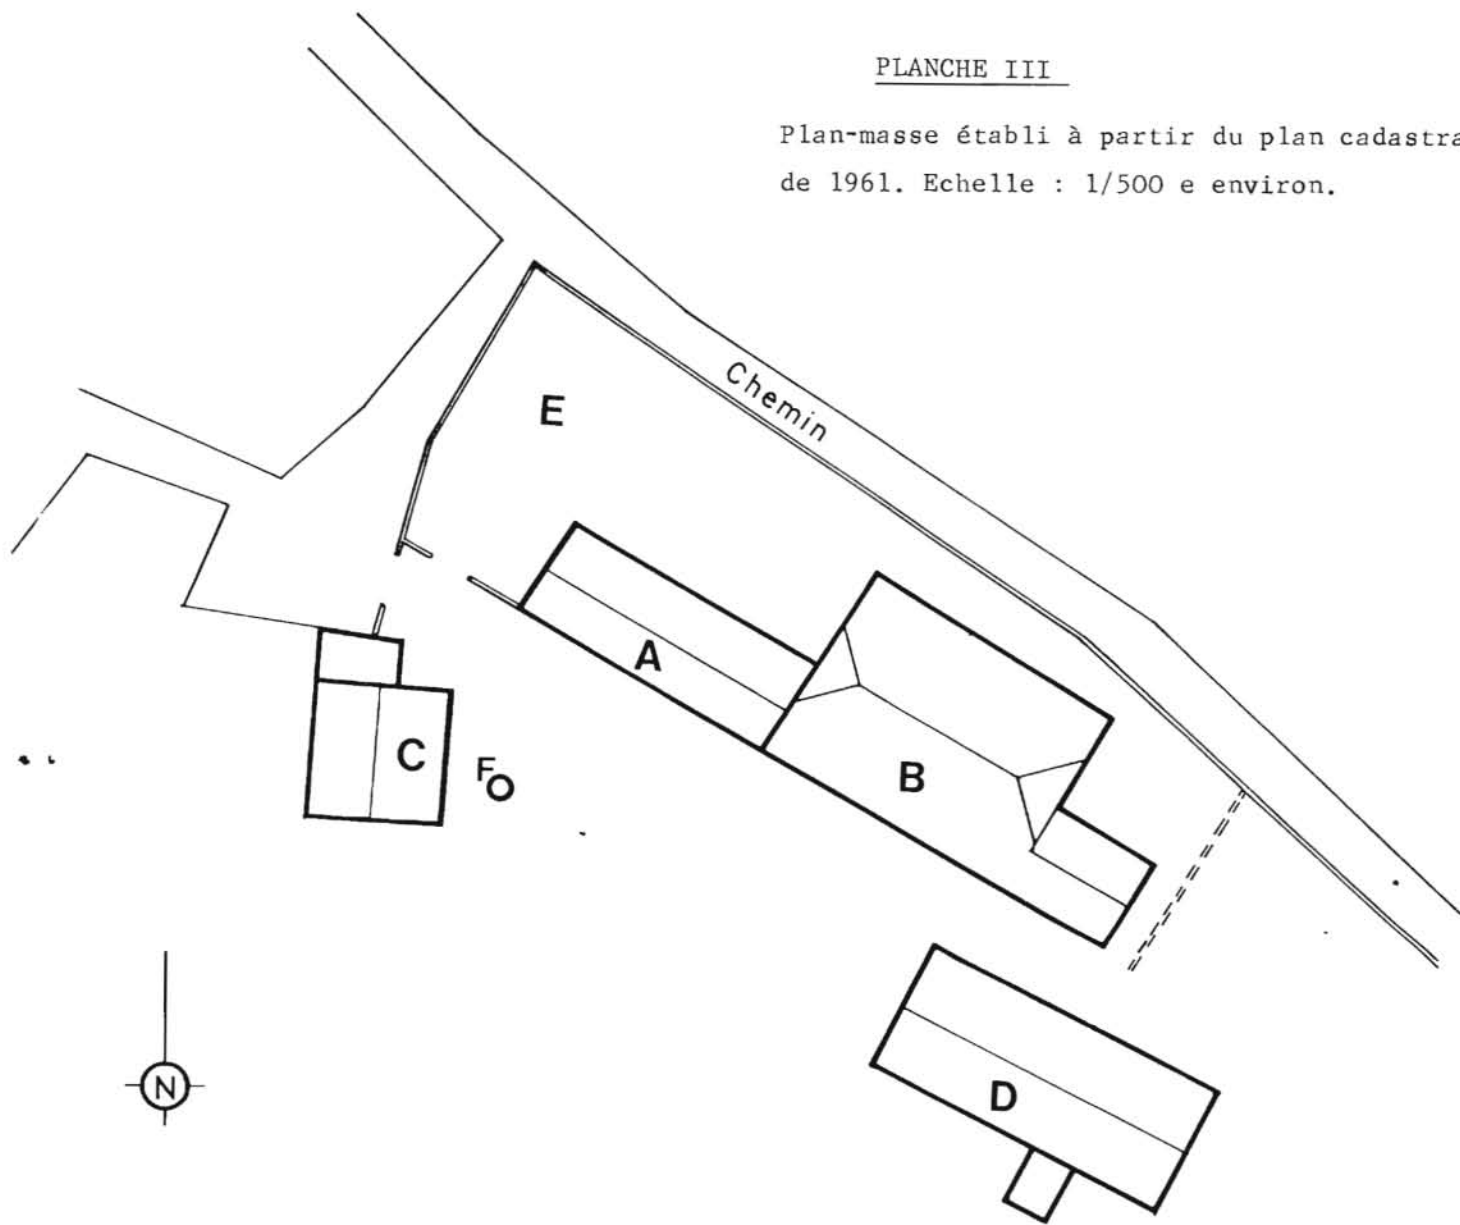 PLANCHE III
Plan-masse établi à partir du plan cadastra
de 1961. Echelle : 1/500 e environ.
Chemin
E
A
C
F
B
N
D